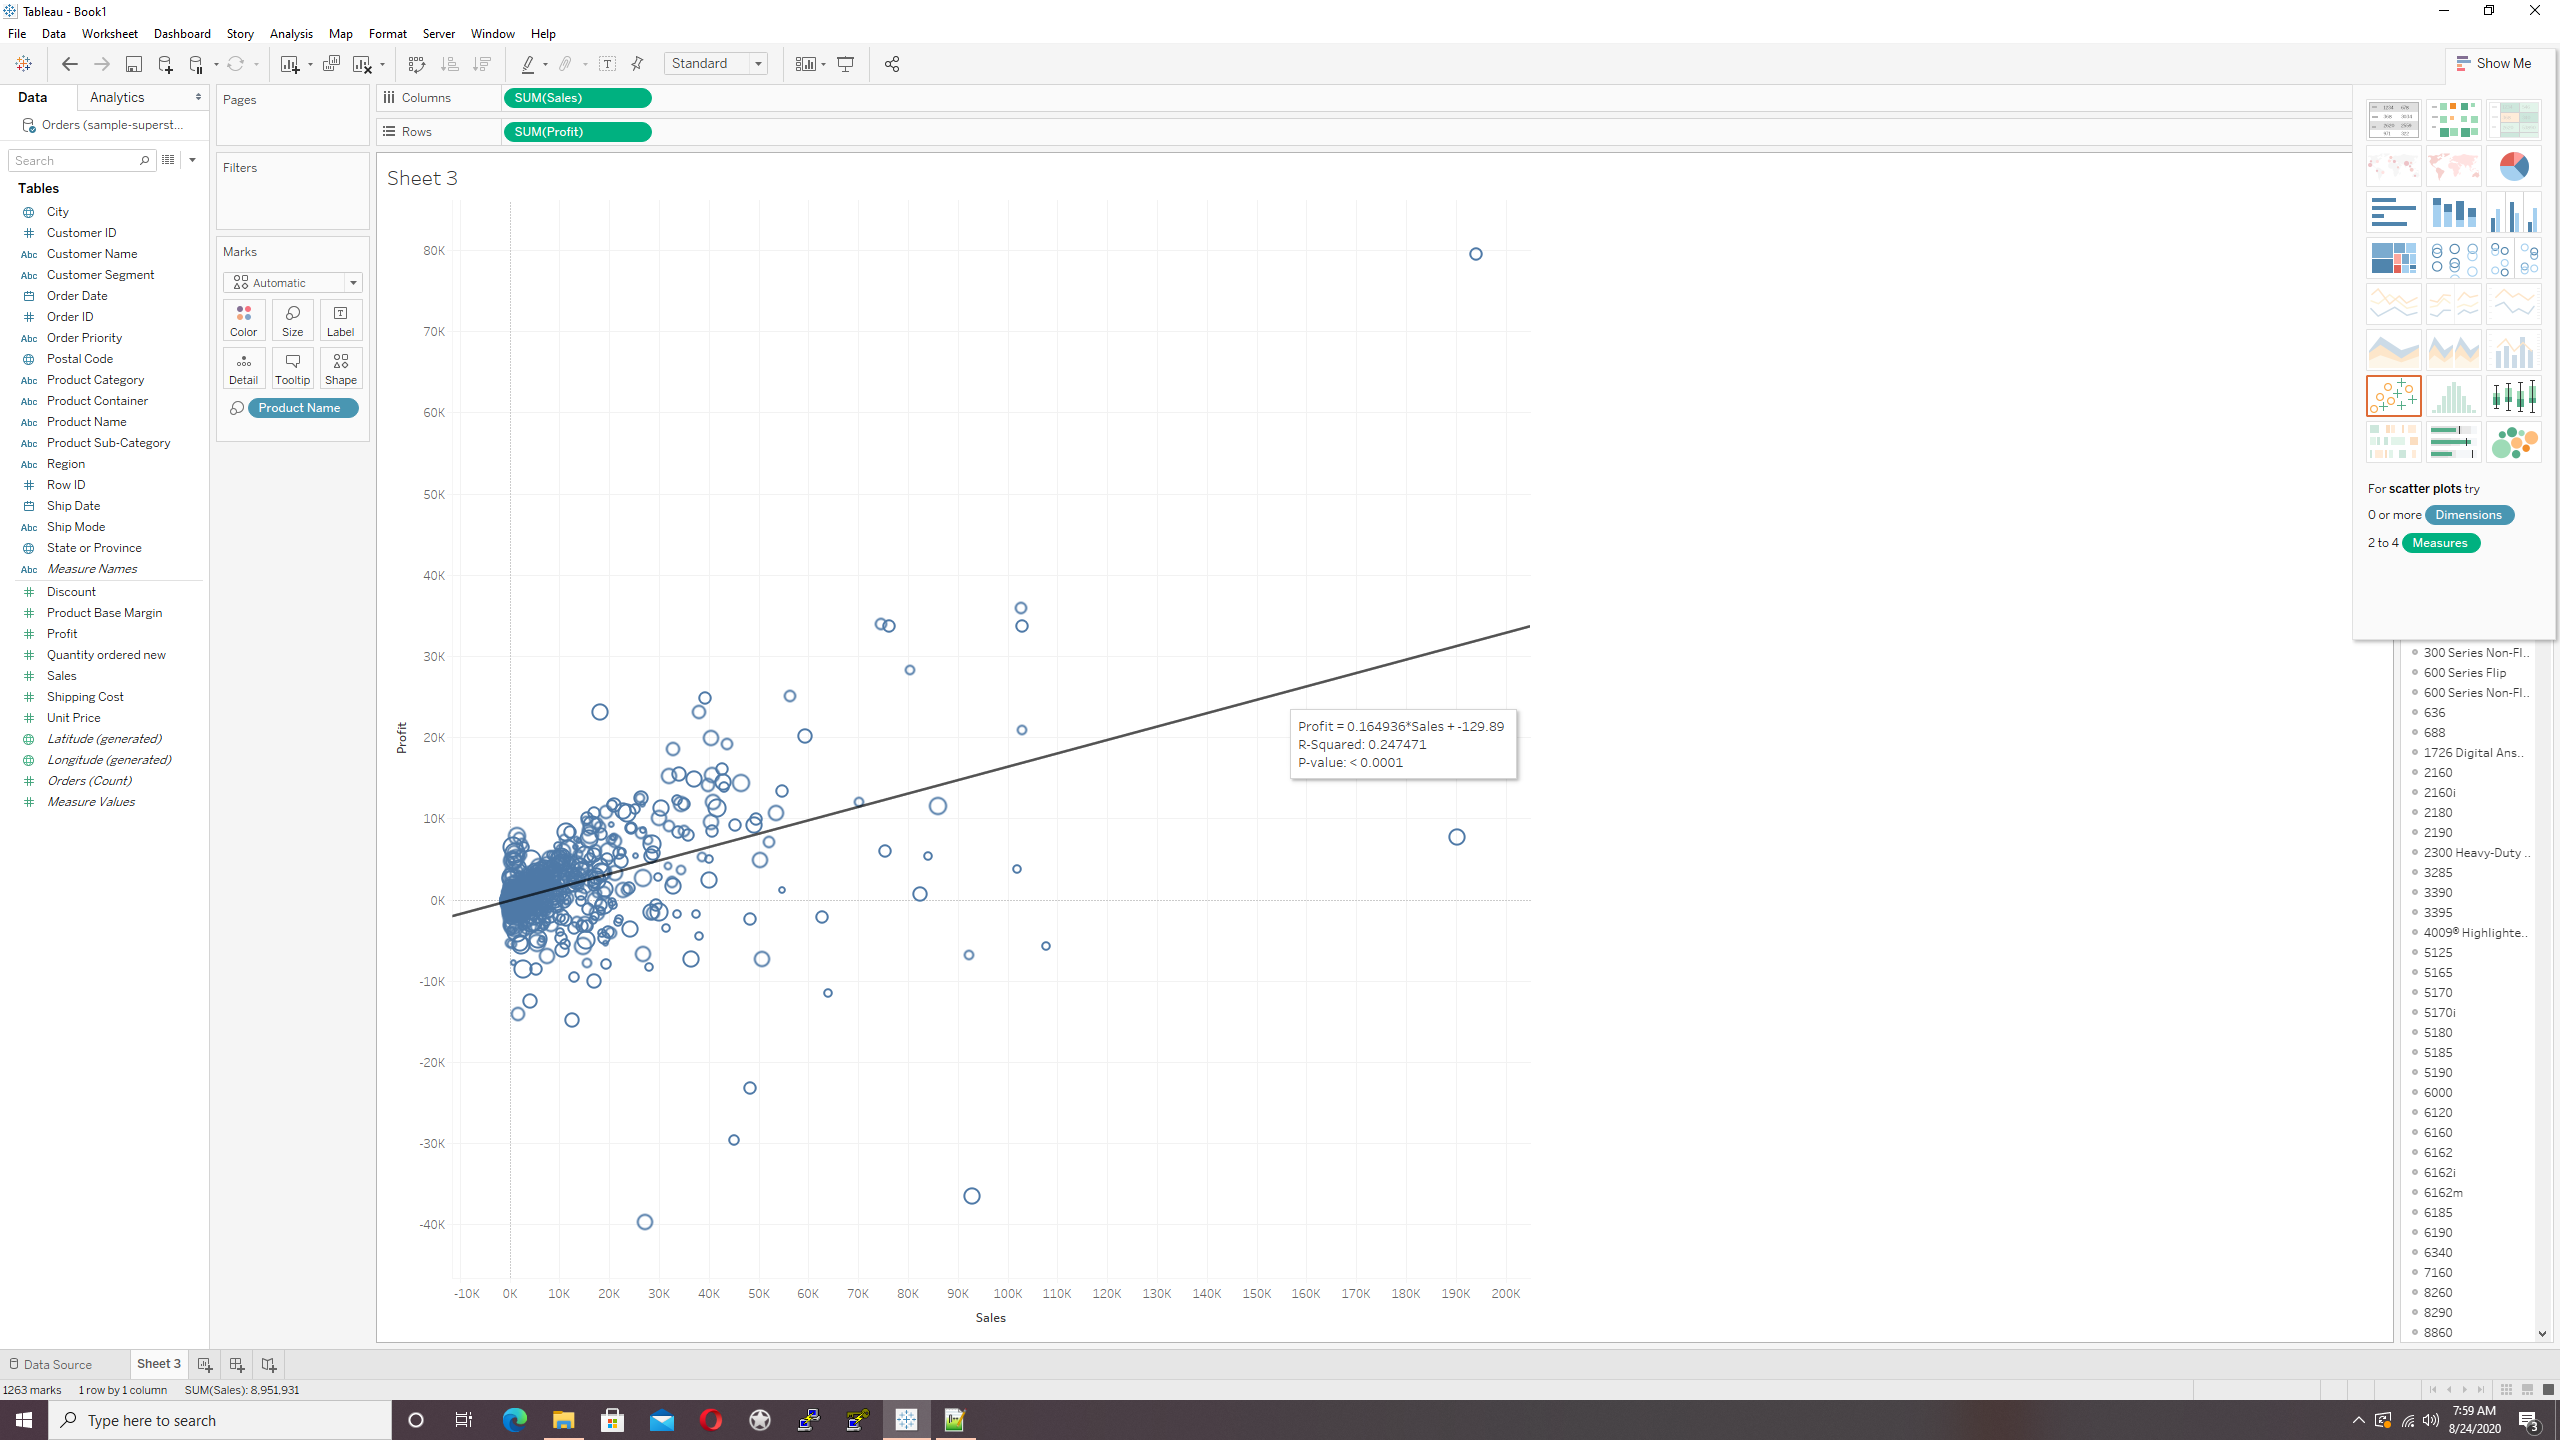 Tableau - Book1
File Data Worksheet Dashboard Story Analysis Map Format Server Window Help
Standard
Show Me
Data Analytics
Orders (sample-superst...
Search
Tables
City
Customer ID
Abc Customer Name
Abc Customer Segment
Order Date
Order ID
Abc Order Priority
Postal Code
Abc Product Category
Abc Product Container
Abc Product Name
Abc Product Sub-Category
Abc Region
Row ID
Ship Date
Abc Ship Mode
State or Province
Abc Measure Names
Discount
Product Base Margin
Profit
Quantity ordered new
Sales
Shipping Cost
Unit Price
Latitude (generated)
Longitude (generated)
Orders (Count)
Measure Values
Pages
Filters
Marks
Automatic
Color Size Label
Detail Tooltip Shape
Product Name
Columns SUM(Sales)
Rows SUM(Profit)
Sheet 3
80K
70K
60K
50K
40K
30K
20K
10K
0K
-10K
-20K
-30K
-40K
Profit
Profit = 0.164936*Sales + -129.89
R-Squared: 0.247471
P-value: < 0.0001
-10K 0K 10K 20K 30K 40K 50K 60K 70K 80K 90K 100K 110K 120K 130K 140K 150K 160K 170K 180K 190K 200K
Sales
For scatter plots try
0 or more Dimensions
2 to 4 Measures
300 Series Non-Fl..
600 Series Flip
600 Series Non-Fl..
636
688
1726 Digital Ans..
2160
2160i
2180
2190
2300 Heavy-Duty ..
3285
3390
3395
4009® Highlighte..
5125
5165
5170
5170i
5180
5185
5190
6000
6120
6160
6162
6162i
6162m
6185
6190
6340
7160
8260
8290
8860
Data Source Sheet 3
1263 marks 1 row by 1 column SUM(Sales): 8,951,931
Type here to search
7:59 AM
8/24/2020
3